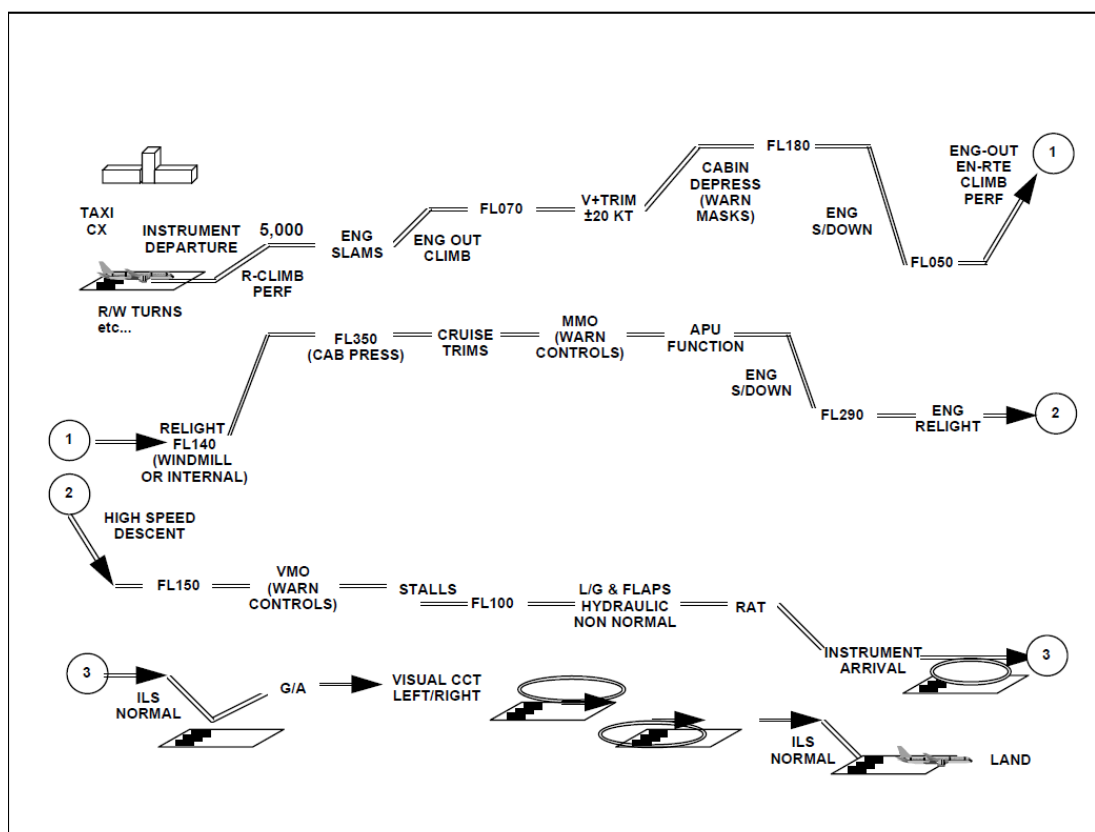 TAXI
CX
INSTRUMENT
DEPARTURE
R/W TURNS
etc...
5,000
R-CLIMB
PERF
ENG
SLAMS
ENG OUT
CLIMB
FL070
V+TRIM
±20 KT
CABIN
DEPRESS
(WARN
MASKS)
FL180
ENG
S/DOWN
FL050
ENG-OUT
EN-RTE
CLIMB
PERF
1
1
RELIGHT
FL140
(WINDMILL
OR INTERNAL)
FL350
(CAB PRESS)
CRUISE
TRIMS
MMO
(WARN
CONTROLS)
APU
FUNCTION
ENG
S/DOWN
FL290
ENG
RELIGHT
2
2
HIGH SPEED
DESCENT
FL150
VMO
(WARN
CONTROLS)
STALLS
FL100
L/G & FLAPS
HYDRAULIC
NON NORMAL
RAT
INSTRUMENT
ARRIVAL
3
3
ILS
NORMAL
G/A
VISUAL CCT
LEFT/RIGHT
ILS
NORMAL
LAND